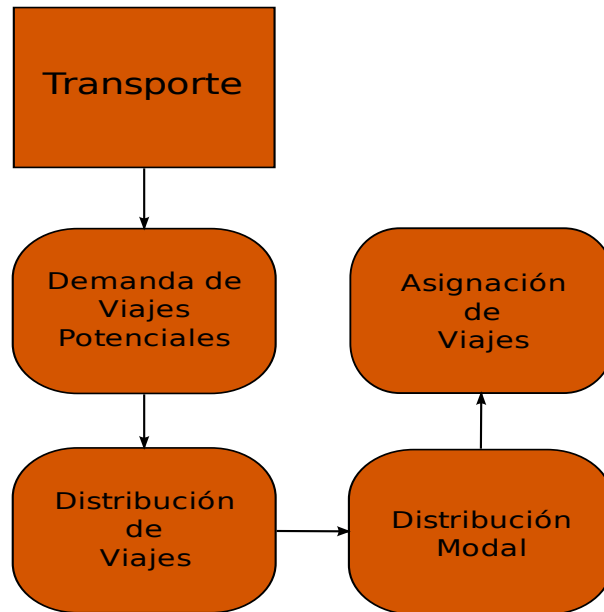 Transporte
Demanda de
Viajes
Potenciales
Distribución
de
Viajes
Distribución
Modal
Asignación
de
Viajes